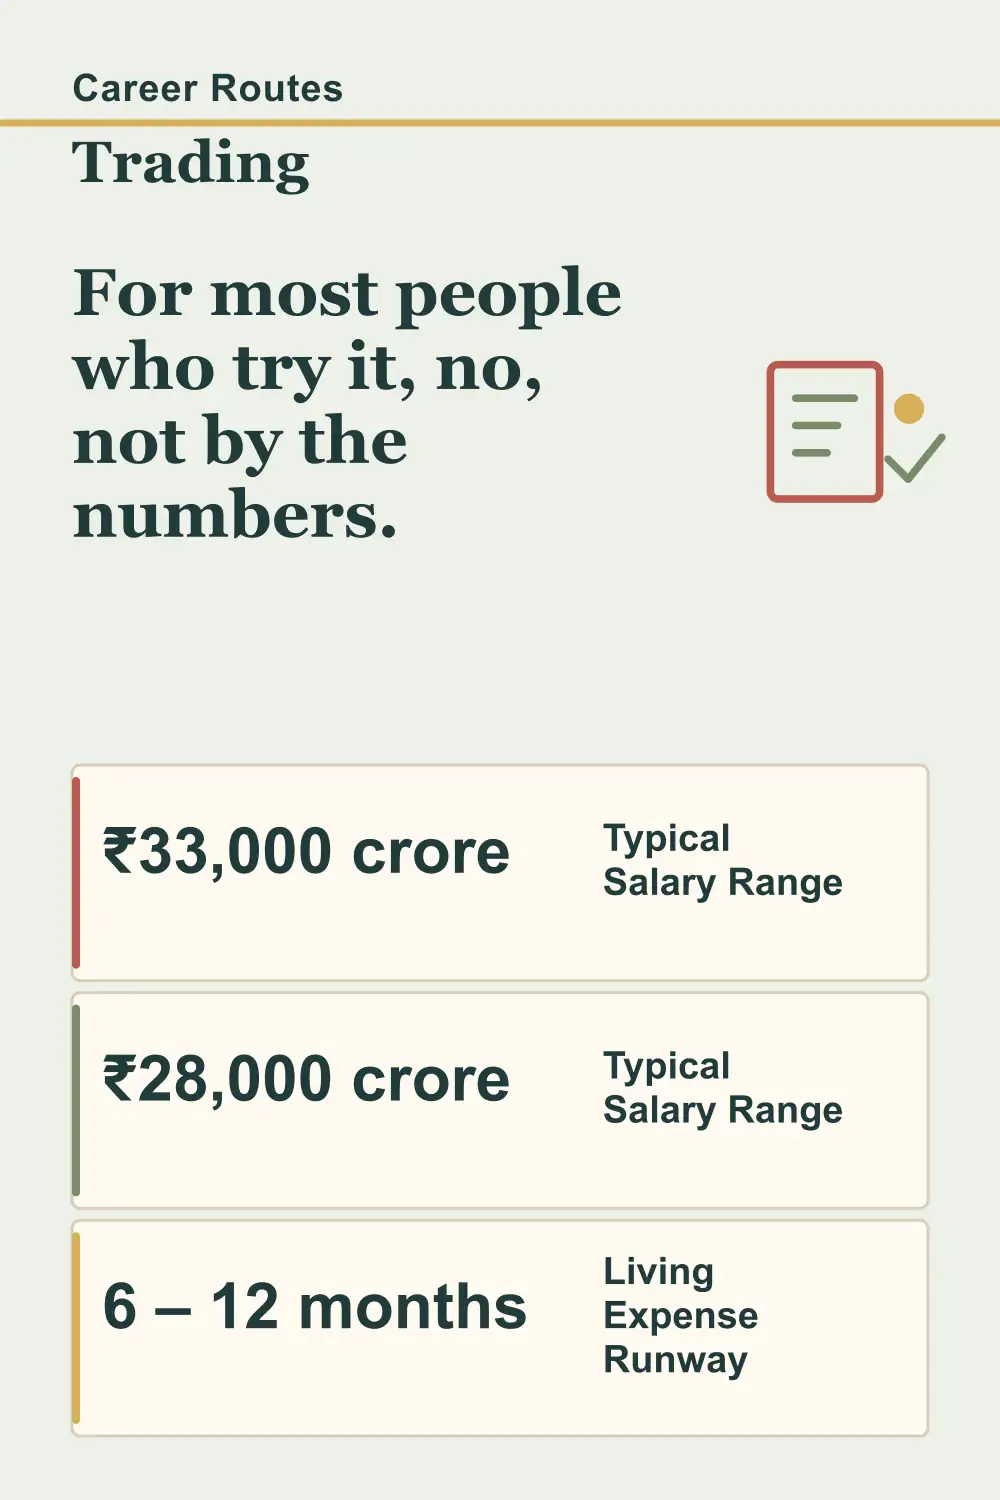 Career Routes
Trading
For most people
who try it, no,
not by the
numbers.
₹33,000 crore
Typical
Salary Range
₹28,000 crore
Typical
Salary Range
6 – 12 months
Living
Expense
Runway